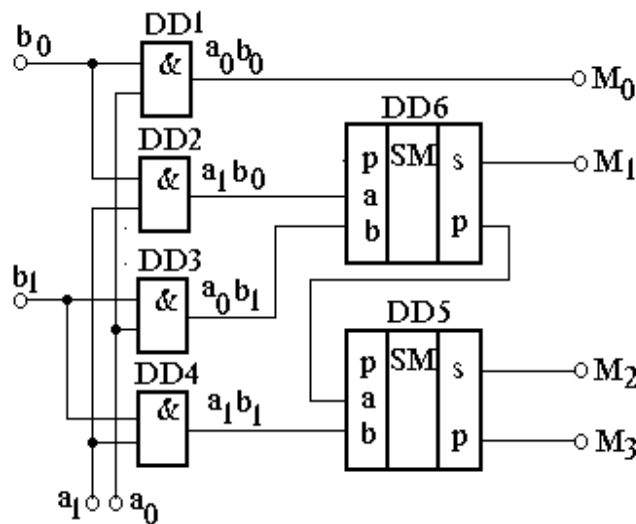 DD1
b0
&
a0b0
M0
DD2
&
a1b0
DD6
p SM s
a
b p
M1
b1
DD3
&
a0b1
DD4
&
a1b1
DD5
p SM s
a
b p
M2
M3
a1 a0